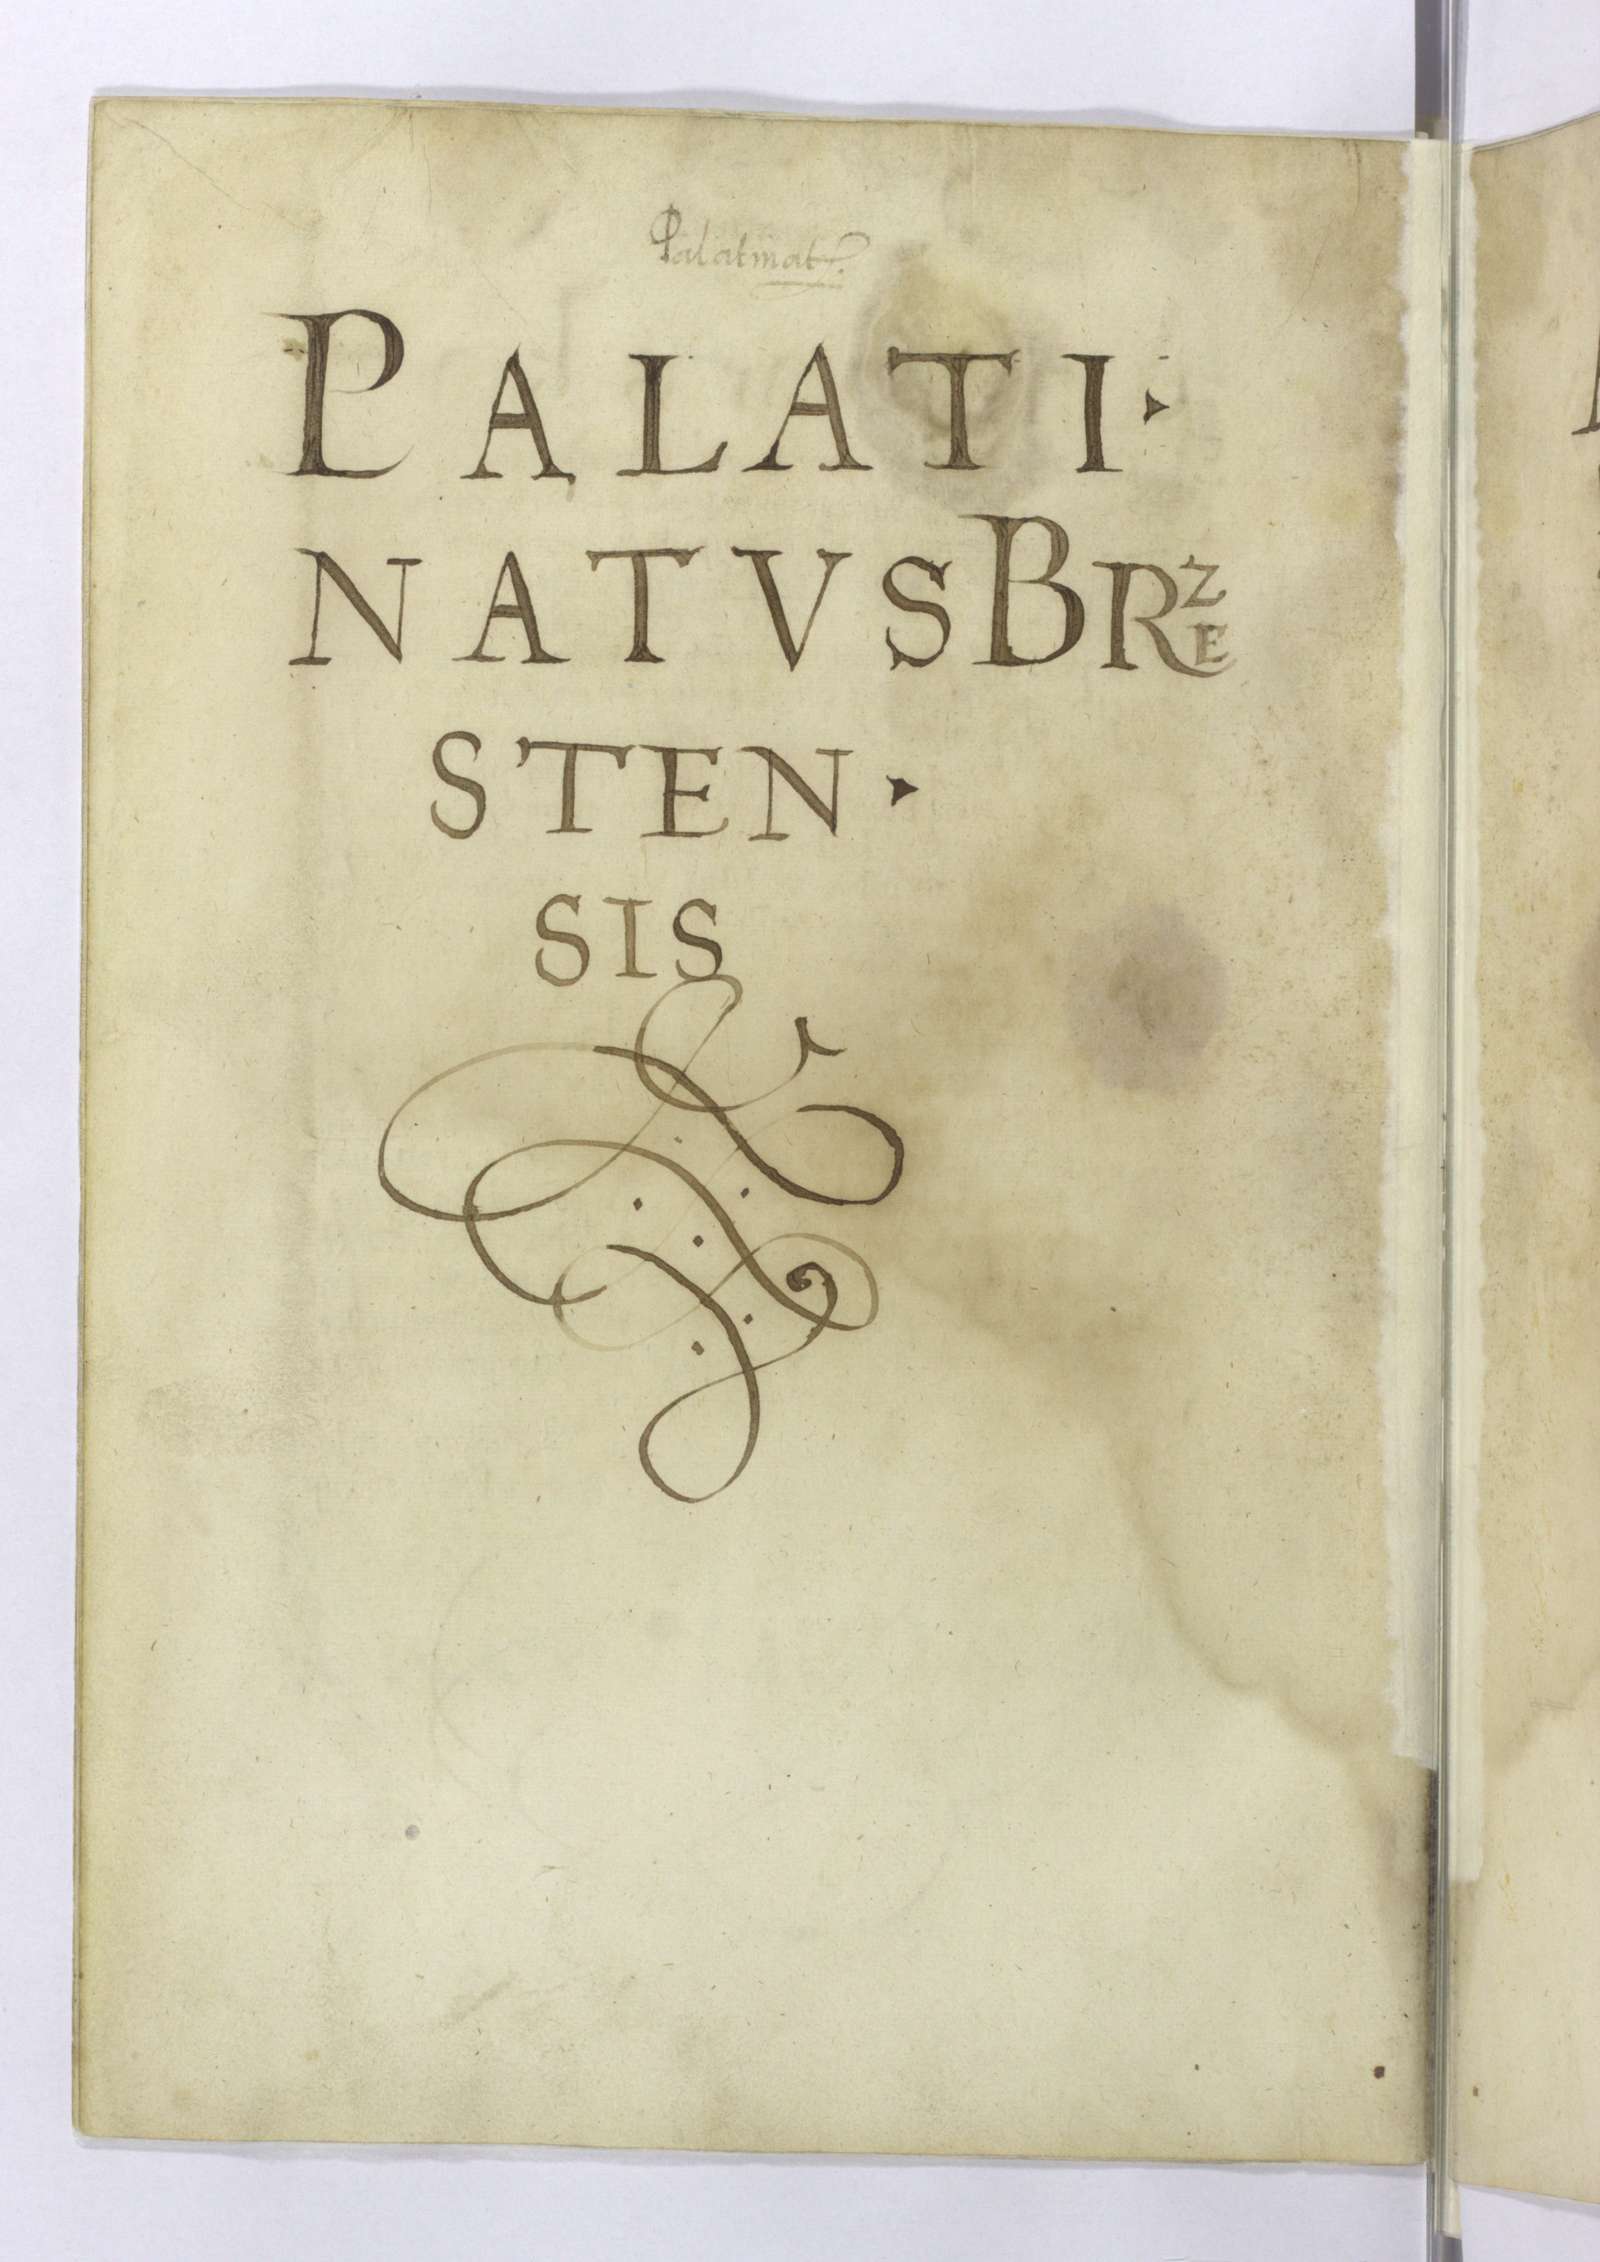 Palatinat.
PALATI·
NATVS BRZE
STEN·
SIS